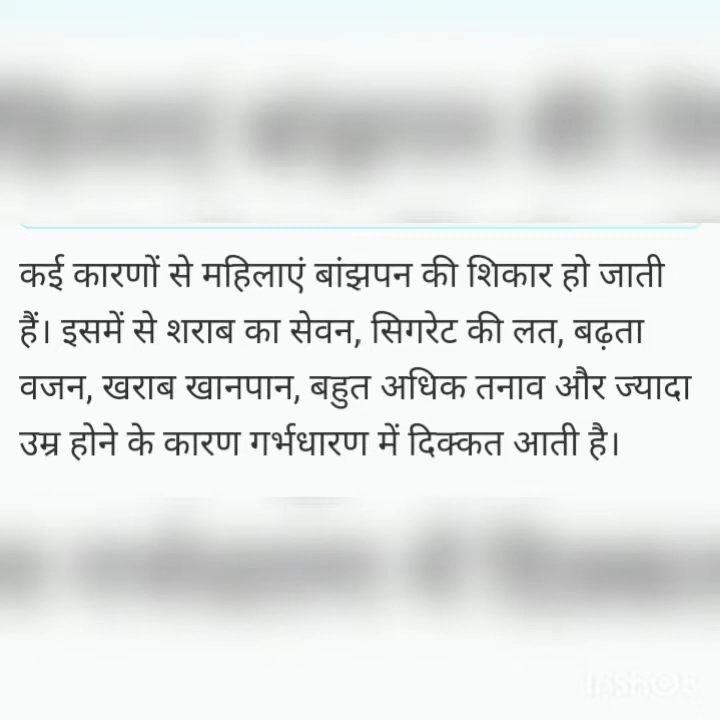 कई कारणों से महिलाएं बांझपन की शिकार हो जाती
हैं। इसमें से शराब का सेवन, सिगरेट की लत, बढ़ता
वजन, खराब खानपान, बहुत अधिक तनाव और ज्यादा
उम्र होने के कारण गर्भधारण में दिक्कत आती है।
INSHOT